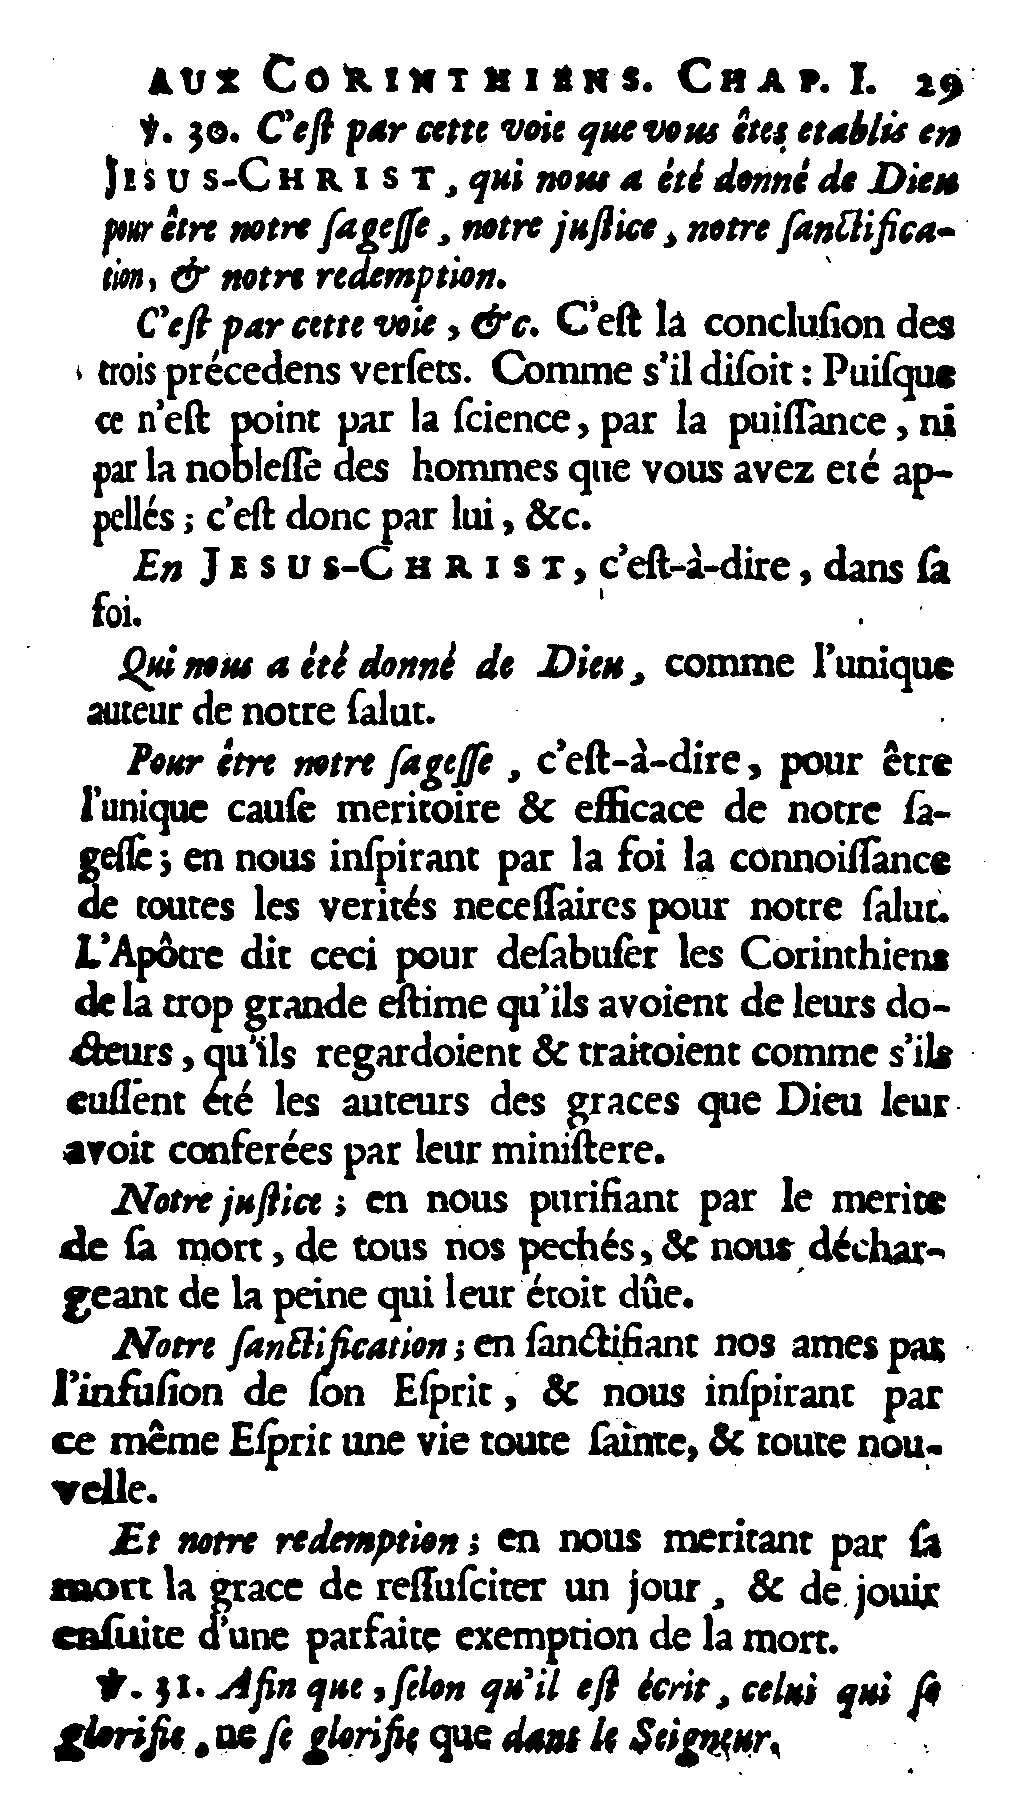 AUX CORINTHIENS. CHAP. I. 29
℣. 30. C'eſt par cette voie que vous êtes etablis en
JESUS-CHRIST, qui nous a été donné de Dieu
pour être notre ſageſſe, notre juſtice, notre ſanctifica-
tion, & notre redemption.
C'eſt par cette voie, &c. C'eſt la concluſion des
trois précedens verſets. Comme s'il diſoit : Puiſque
ce n'eſt point par la ſcience, par la puiſſance, ni
par la nobleſſe des hommes que vous avez eté ap-
pellés ; c'eſt donc par lui, &c.
En JESUS-CHRIST, c'eſt-à-dire, dans ſa
foi.
Qui nous a été donné de Dieu, comme l'unique
auteur de notre ſalut.
Pour être notre ſageſſe, c'eſt-à-dire, pour être
l'unique cauſe meritoire & efficace de notre ſa-
geſſe ; en nous inſpirant par la foi la connoiſſance
de toutes les verités neceſſaires pour notre ſalut.
L'Apôtre dit ceci pour deſabuſer les Corinthiens
de la trop grande eſtime qu'ils avoient de leurs do-
cteurs, qu'ils regardoient & traitoient comme s'ils
euſſent été les auteurs des graces que Dieu leur
avoit conferées par leur miniſtere.
Notre juſtice ; en nous purifiant par le merite
de ſa mort, de tous nos pechés, & nous déchar-
geant de la peine qui leur étoit dûe.
Notre ſanctification ; en ſanctifiant nos ames par
l'infuſion de ſon Eſprit, & nous inſpirant par
ce même Eſprit une vie toute ſainte, & toute nou-
velle.
Et notre redemption ; en nous meritant par ſa
mort la grace de reſſuſciter un jour, & de jouir
enſuite d'une parfaite exemption de la mort.
℣. 31. Afin que, ſelon qu'il eſt écrit, celui qui ſe
glorifie, ne ſe glorifie que dans le Seigneur.